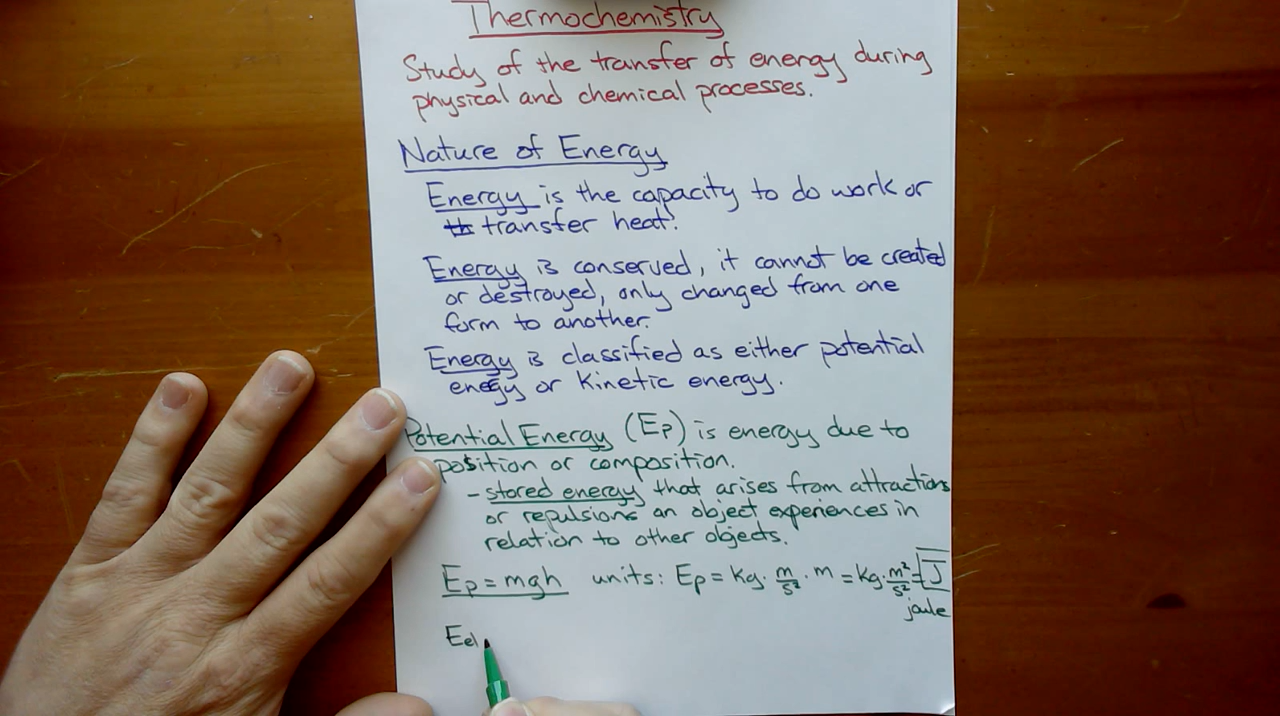 Thermochemistry
Study of the transfer of energy during
physical and chemical processes.
Nature of Energy
Energy is the capacity to do work or
transfer heat.
Energy is conserved, it cannot be created
or destroyed, only changed from one
form to another.
Energy is classified as either potential
energy or kinetic energy.
Potential Energy (Ep) is energy due to
position or composition.
- stored energy that arises from attractions
or repulsions an object experiences in
relation to other objects.
Ep = mgh units: Ep = kg · m/s² · m = kg · m²/s² = J
joule
Eel